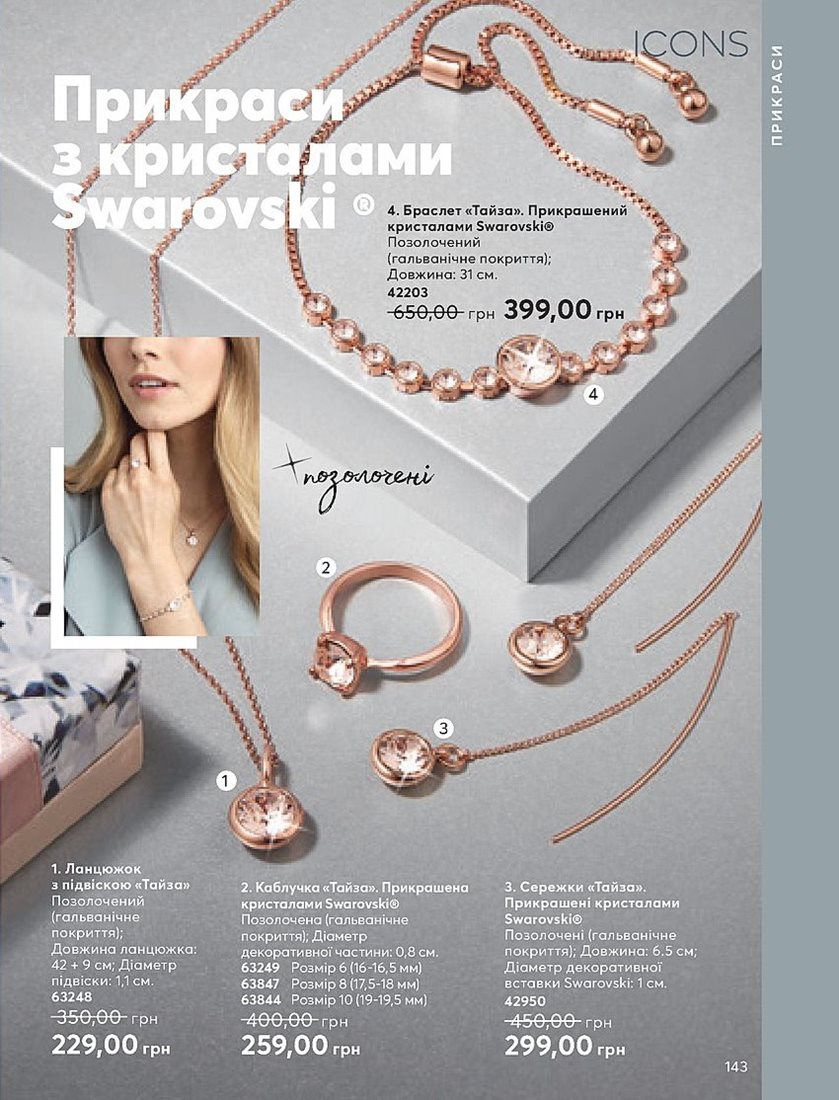 ICONS
ПРИКРАСИ
Прикраси
з кристалами
Swarovski ®
4. Браслет «Тайза». Прикрашений
кристалами Swarovski®
Позолочений
(гальванічне покриття);
Довжина: 31 см.
42203
650,00 грн 399,00 грн
4
позолочені
2
3
1
1. Ланцюжок
з підвіскою «Тайза»
Позолочений
(гальванічне
покриття);
Довжина ланцюжка:
42 + 9 см; Діаметр
підвіски: 1,1 см.
63248
350,00 грн
229,00 грн
2. Каблучка «Тайза». Прикрашена
кристалами Swarovski®
Позолочена (гальванічне
покриття); Діаметр
декоративної частини: 0,8 см.
63249 Розмір 6 (16-16,5 мм)
63847 Розмір 8 (17,5-18 мм)
63844 Розмір 10 (19-19,5 мм)
400,00 грн
259,00 грн
3. Сережки «Тайза».
Прикрашені кристалами
Swarovski®
Позолочені (гальванічне
покриття); Довжина: 6,5 см;
Діаметр декоративної
вставки Swarovski: 1 см.
42950
450,00 грн
299,00 грн
143